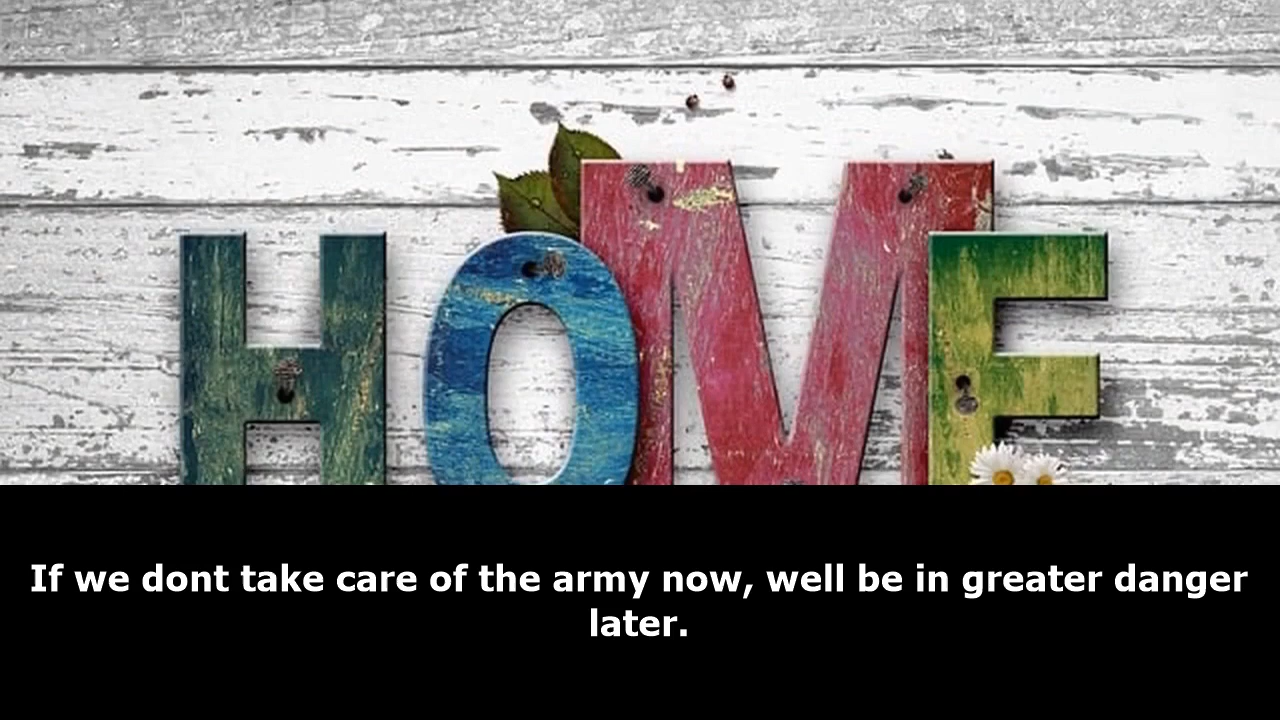 HOME
If we dont take care of the army now, well be in greater danger
later.